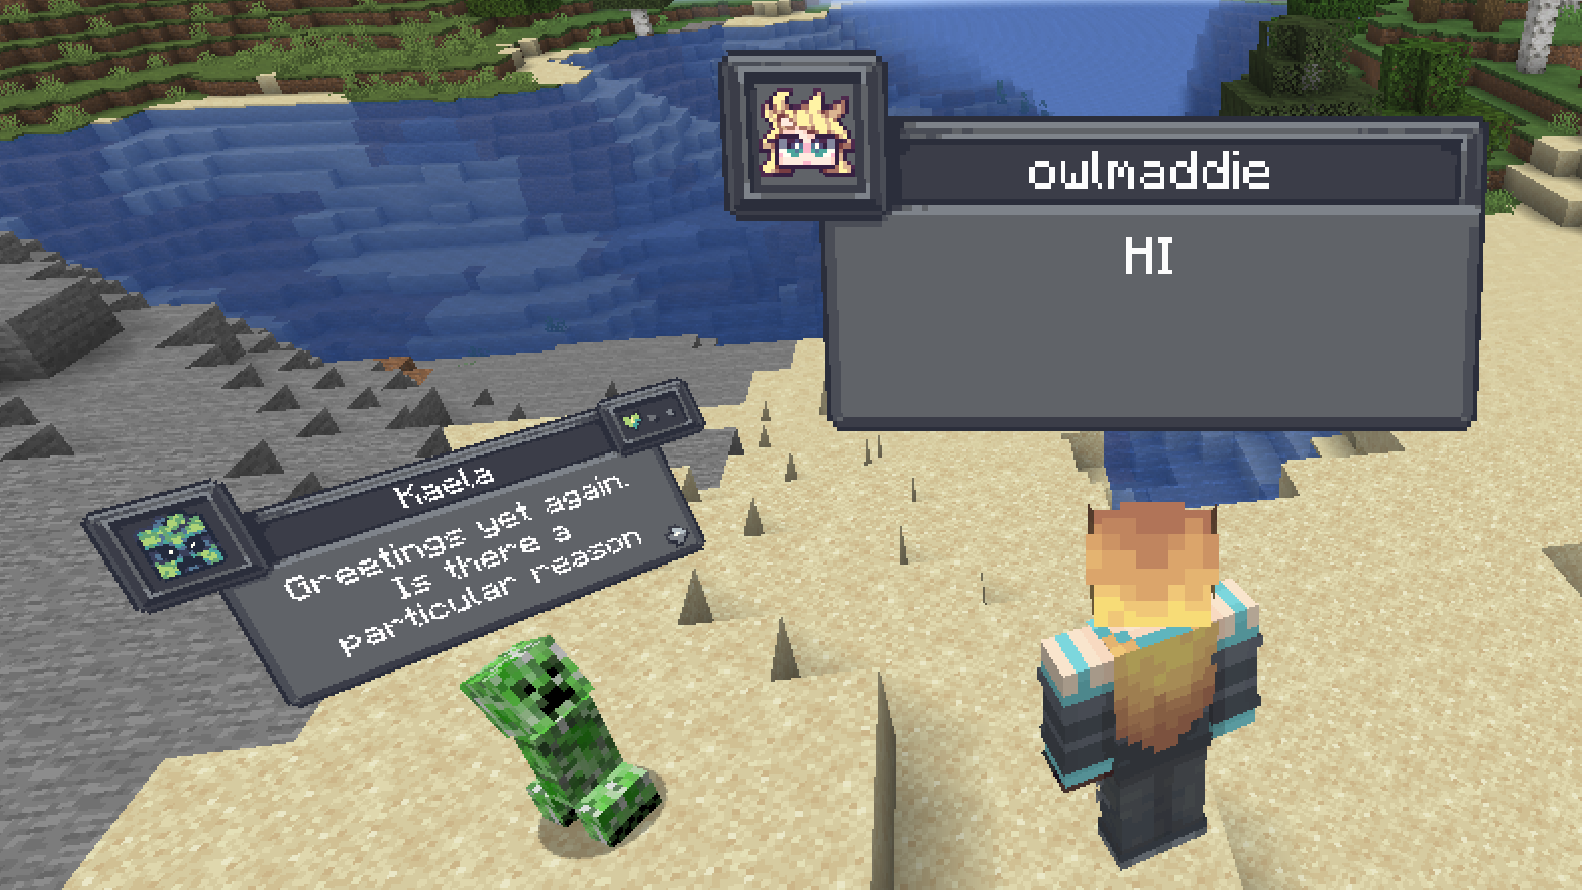 owlmaddie
HI
Kaela
Greetings yet again.
Is there a
particular reason